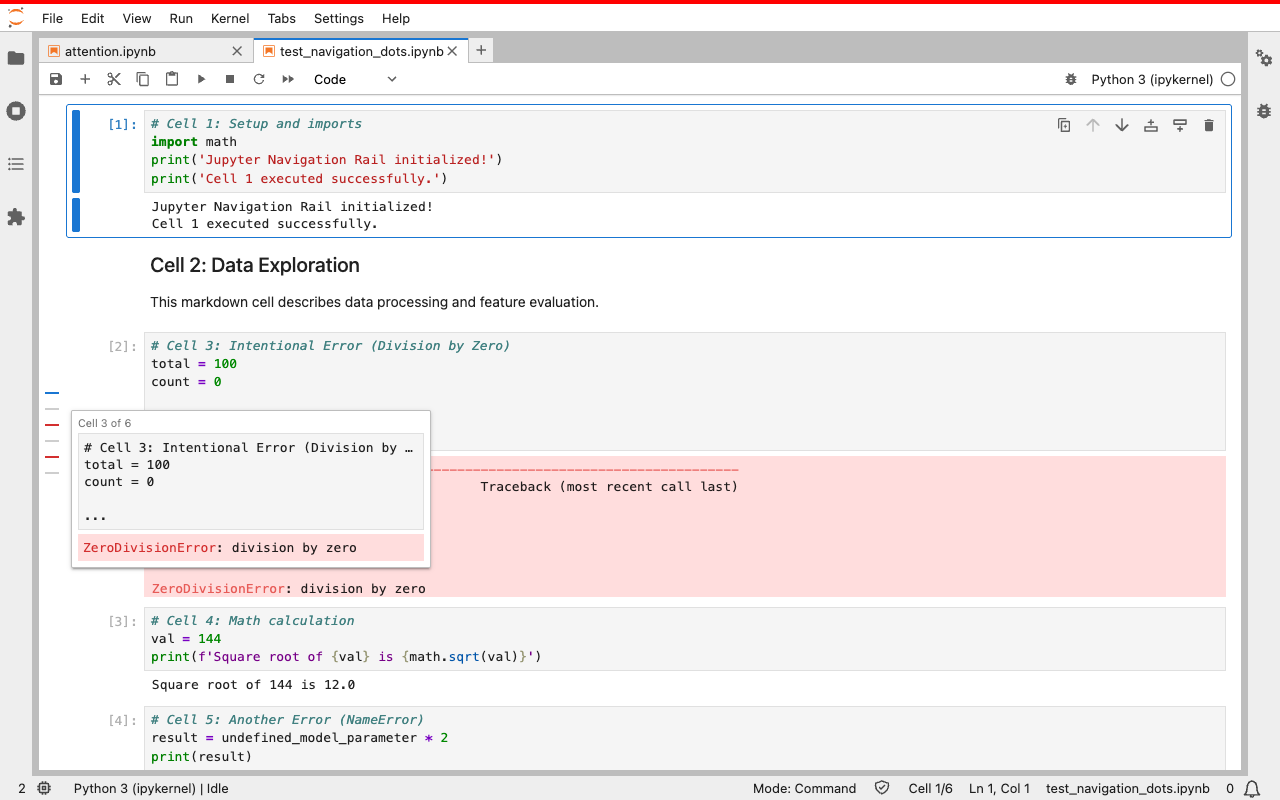 File Edit View Run Kernel Tabs Settings Help
attention.ipynb
test_navigation_dots.ipynb
Code
Python 3 (ipykernel)
[1]:
# Cell 1: Setup and imports
import math
print('Jupyter Navigation Rail initialized!')
print('Cell 1 executed successfully.')
Jupyter Navigation Rail initialized!
Cell 1 executed successfully.
Cell 2: Data Exploration
This markdown cell describes data processing and feature evaluation.
[2]:
# Cell 3: Intentional Error (Division by Zero)
total = 100
count = 0
Cell 3 of 6
# Cell 3: Intentional Error (Division by …
total = 100
count = 0
...
ZeroDivisionError: division by zero
Traceback (most recent call last)
ZeroDivisionError: division by zero
[3]:
# Cell 4: Math calculation
val = 144
print(f'Square root of {val} is {math.sqrt(val)}')
Square root of 144 is 12.0
[4]:
# Cell 5: Another Error (NameError)
result = undefined_model_parameter * 2
print(result)
2 Python 3 (ipykernel) | Idle
Mode: Command Cell 1/6 Ln 1, Col 1 test_navigation_dots.ipynb 0